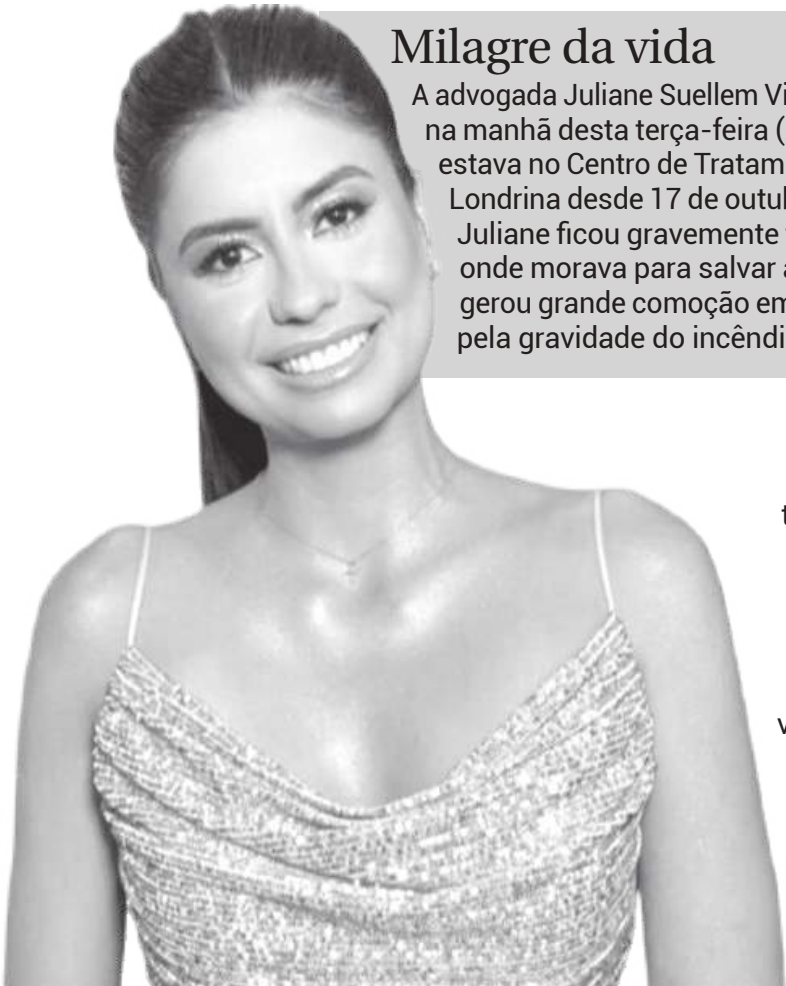 Milagre da vida
A advogada Juliane Suellem
na manhã desta terça-feira (
estava no Centro de
Londrina desde 17 de
Juliane ficou gravemente
onde morava para salvar
gerou grande comoção em
pela gravidade do